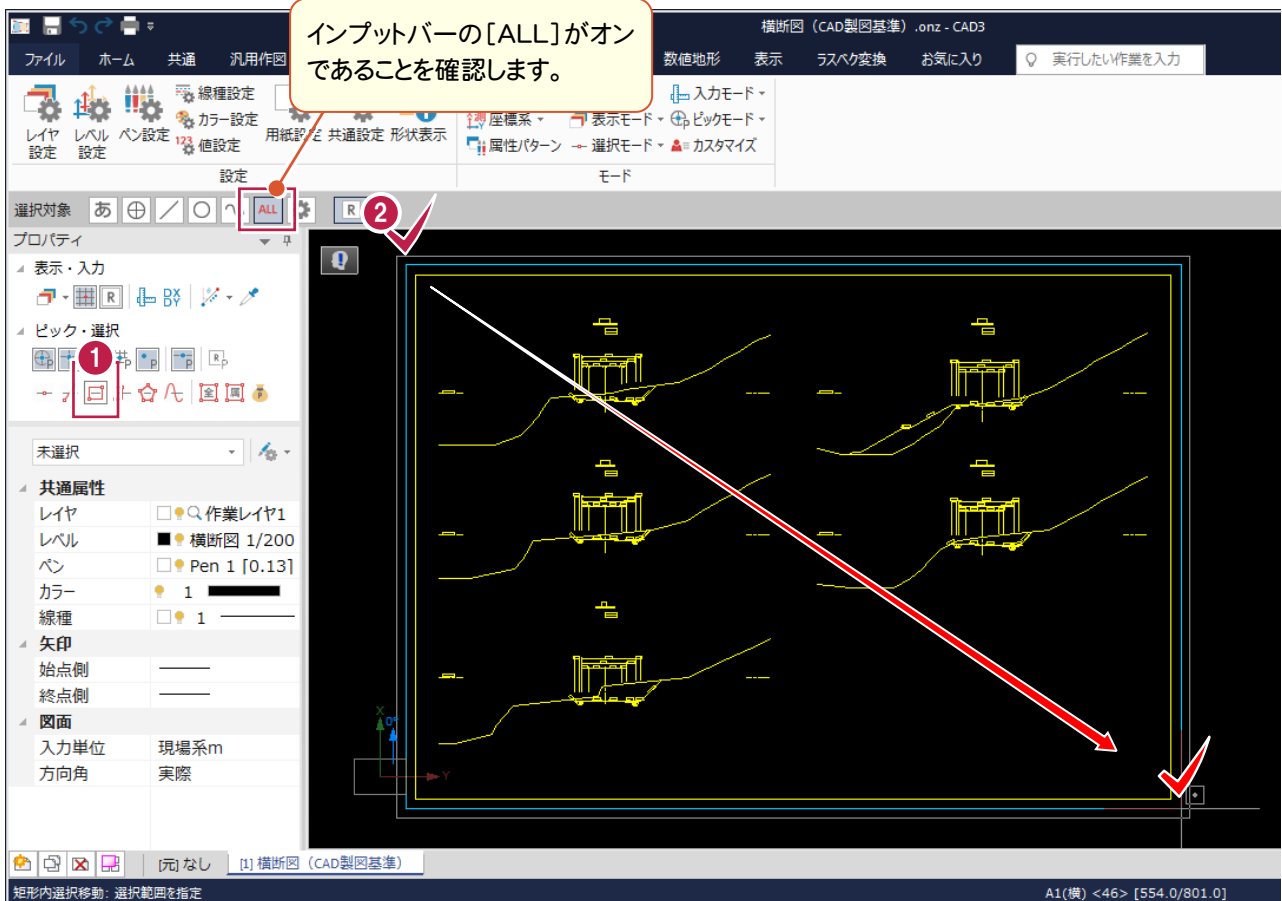 横断図（CAD製図基準）.onz - CAD3
インプットバーの[ALL]がオン
であることを確認します。
ファイル ホーム 共通 汎用作図 数値地形 表示 ラスベク変換 お気に入り 実行したい作業を入力
線種設定 入力モード
カラー設定 座標系 表示モード ピックモード
レイヤ設定 レベル設定 ペン設定 123 値設定 用紙設定 共通設定 形状表示 属性パターン 選択モード カスタマイズ
設定 モード
選択対象 あ ALL R 2
プロパティ
表示・入力
R DX DY
ピック・選択
1
全 属 P
未選択
共通属性
レイヤ 作業レイヤ1
レベル 横断図 1/200
ペン Pen 1 [0.13]
カラー 1
線種 1
矢印
始点側
終点側
図面
入力単位 現場系m
方向角 実際
X
0°
Y
[元] なし [1] 横断図（CAD製図基準）
矩形内選択移動: 選択範囲を指定 A1(横) <46> [554.0/801.0]